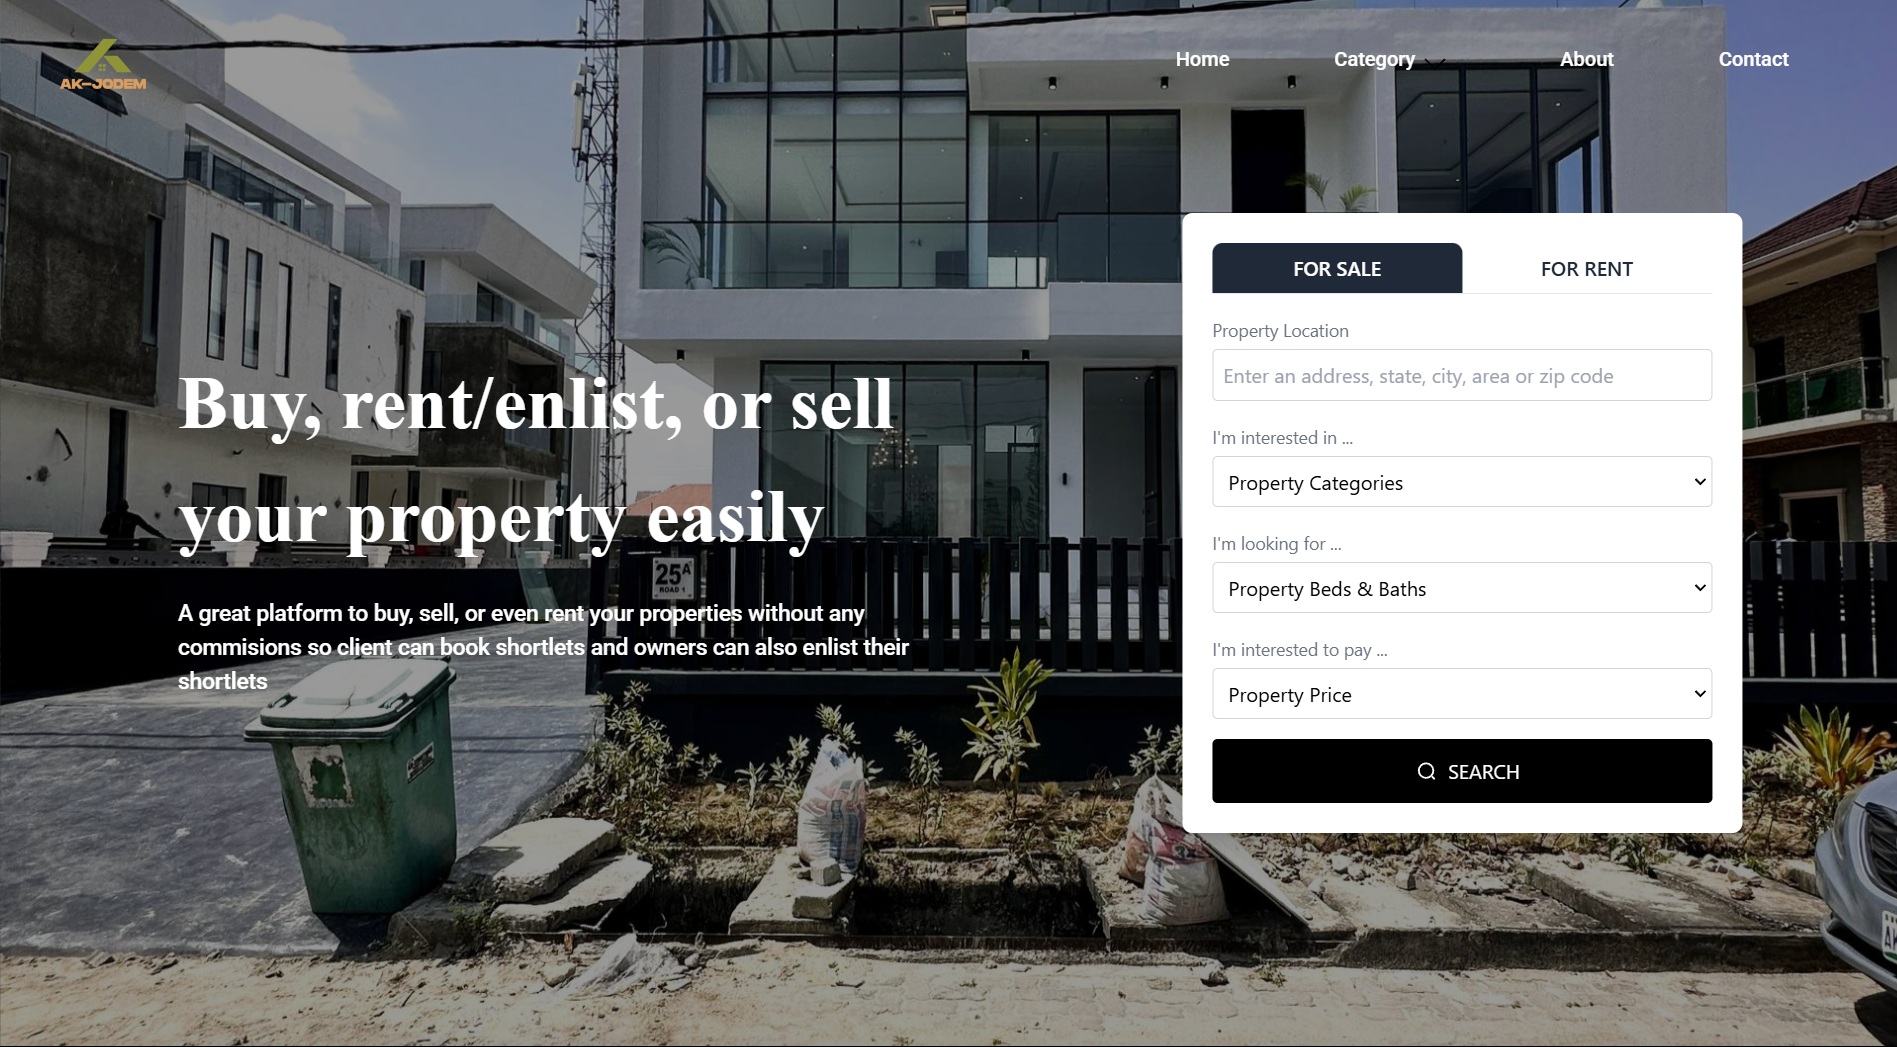 AK-JODEM
Home
Category
About
Contact
FOR SALE
FOR RENT
Property Location
Enter an address, state, city, area or zip code
I'm interested in ...
Property Categories
I'm looking for ...
Property Beds & Baths
I'm interested to pay ...
Property Price
SEARCH
Buy, rent/enlist, or sell
your property easily
A great platform to buy, sell, or even rent your properties without any
commisions so client can book shortlets and owners can also enlist their
shortlets
25A
ROAD 1